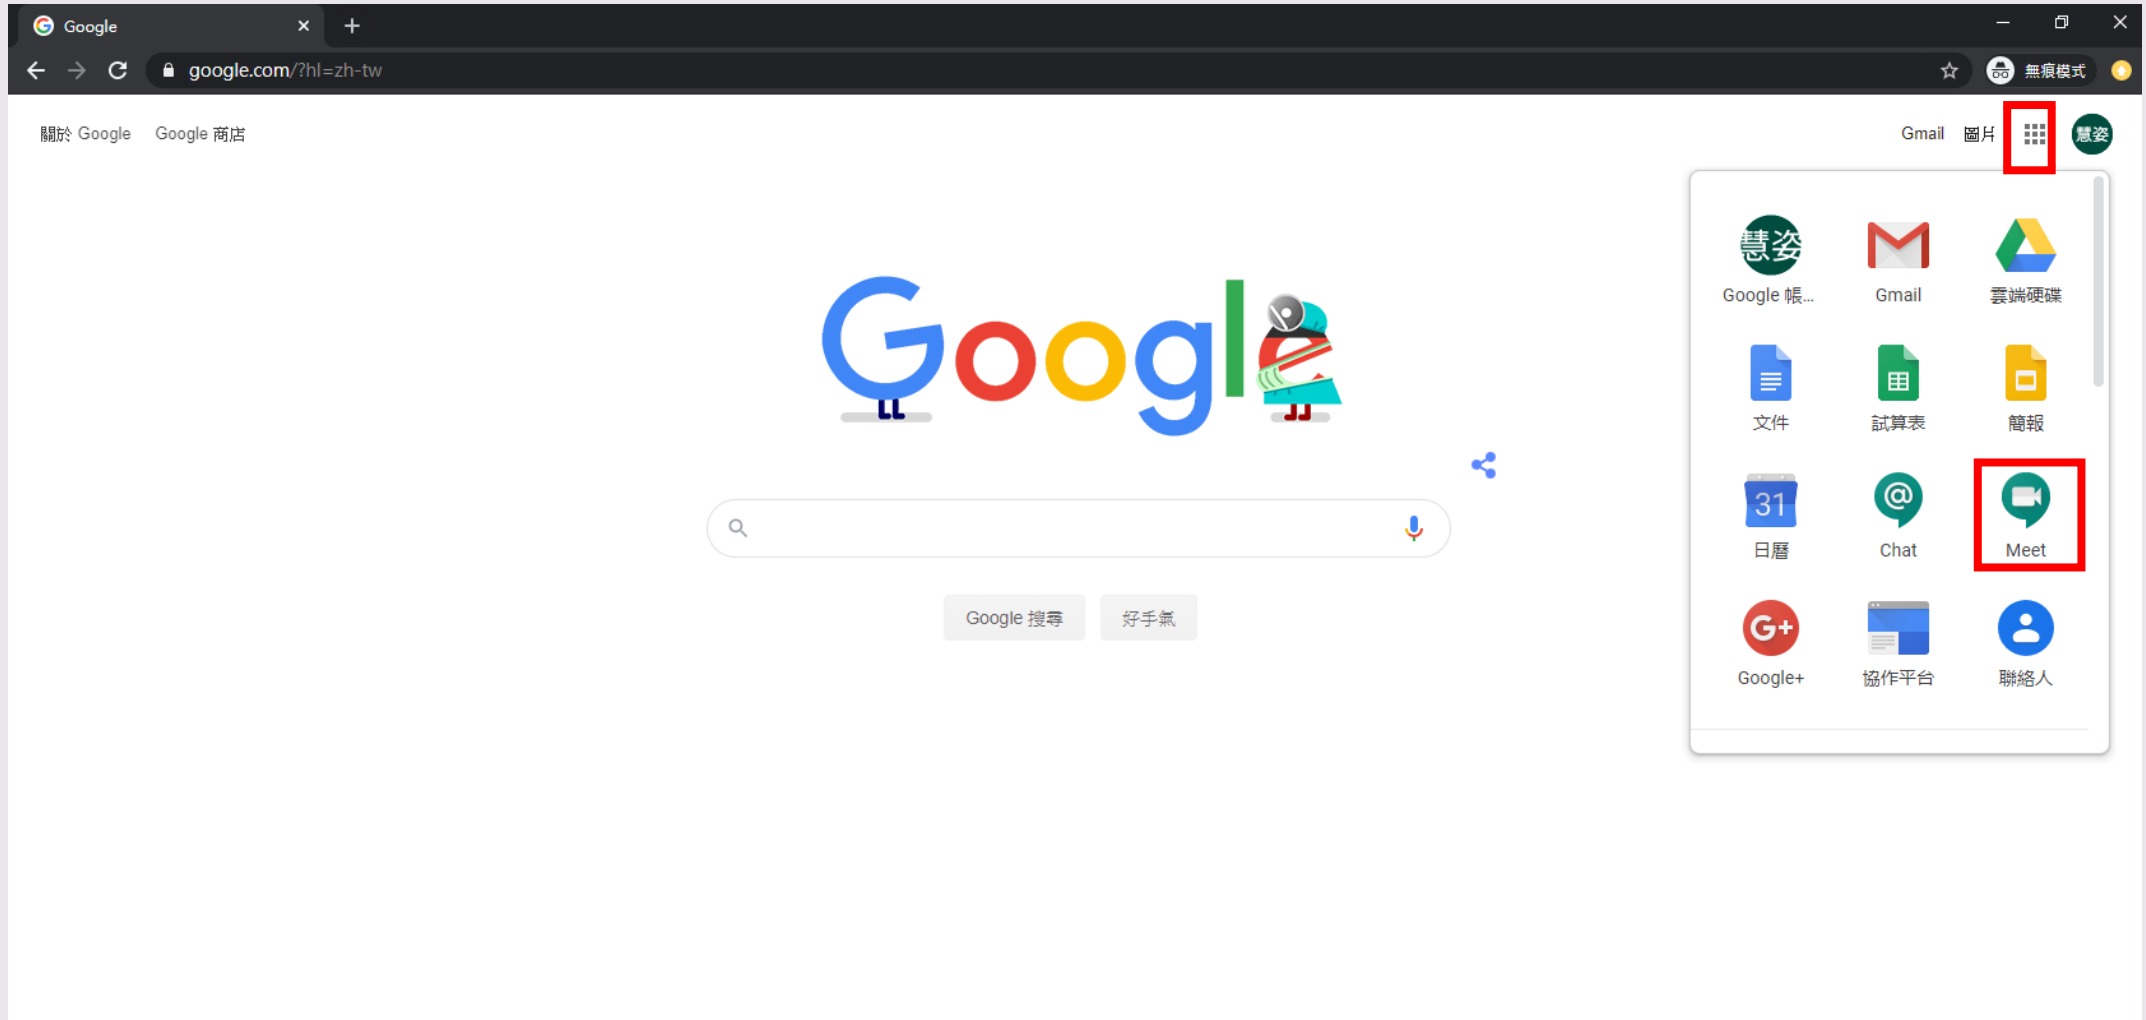 Google
google.com/?hl=zh-tw
無痕模式
關於 Google Google 商店
Gmail 圖片 慧姿
Google
慧姿
Google 帳... Gmail 雲端硬碟
文件 試算表 簡報
31
日曆 Chat Meet
G+
Google+ 協作平台 聯絡人
Google 搜尋 好手氣